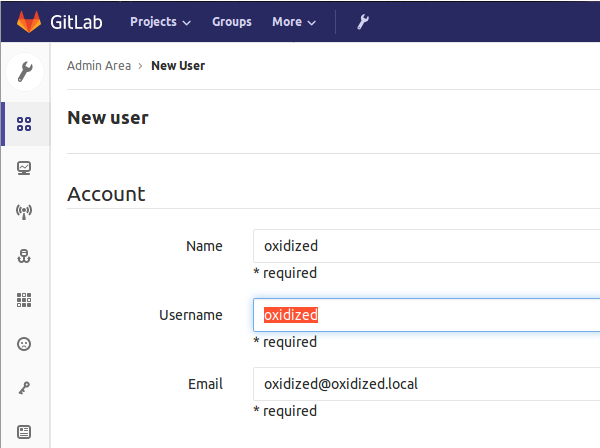 GitLab Projects Groups More
Admin Area › New User
New user
Account
Name oxidized
* required
Username oxidized
* required
Email oxidized@oxidized.local
* required